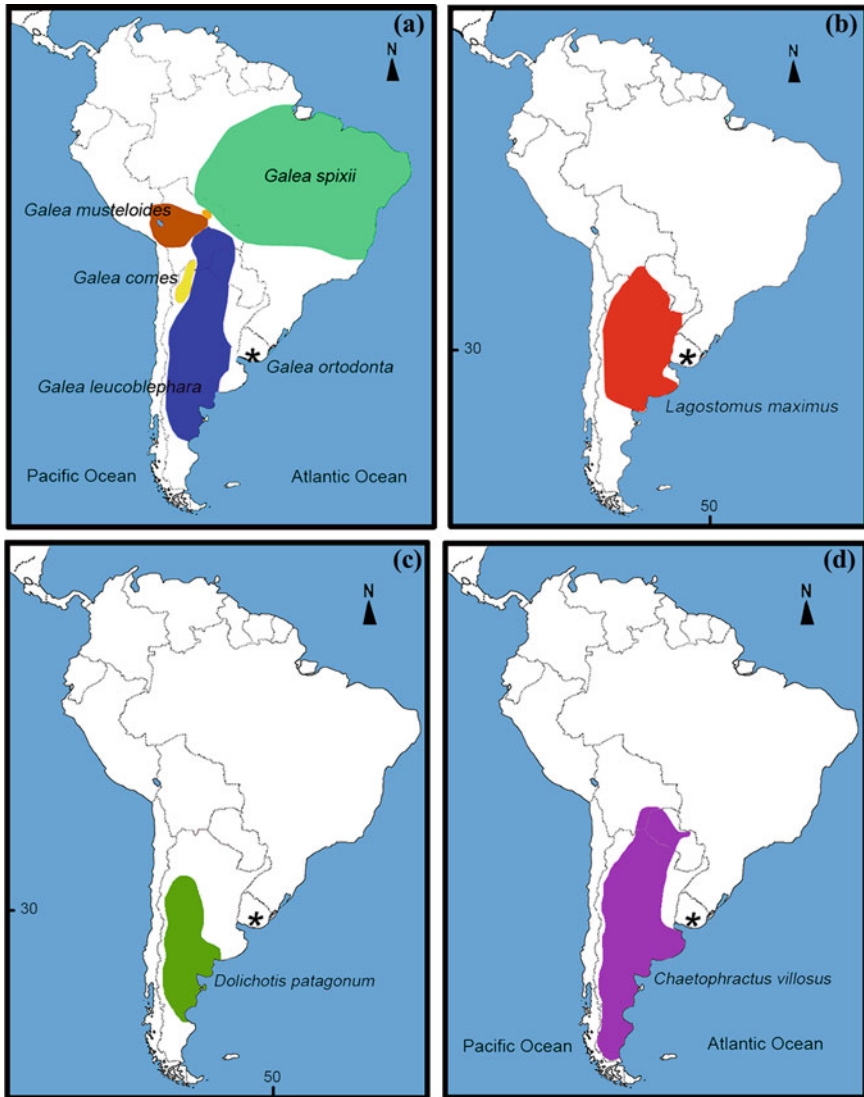 (a)
N
Galea spixii
Galea musteloides
Galea comes
*
Galea ortodonta
Galea leucoblephara
Pacific Ocean
Atlantic Ocean
(b)
N
30
*
Lagostomus maximus
50
(c)
N
30
*
Dolichotis patagonum
50
(d)
N
*
Chaetophractus villosus
Pacific Ocean
Atlantic Ocean